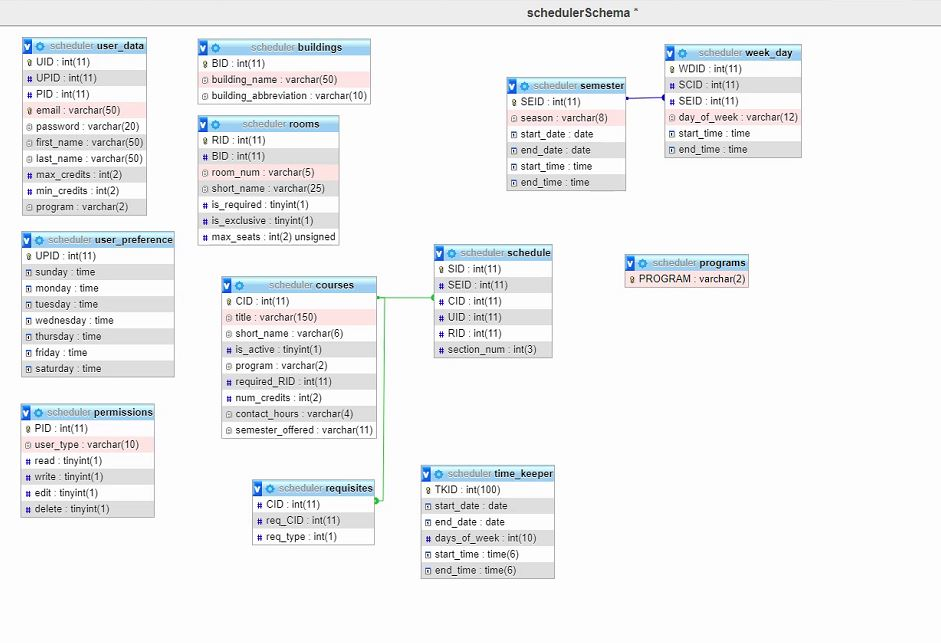 schedulerSchema *
scheduler user_data
UID : int(11)
UPID : int(11)
PID : int(11)
email : varchar(50)
password : varchar(20)
first_name : varchar(50)
last_name : varchar(50)
max_credits : int(2)
min_credits : int(2)
program : varchar(2)
scheduler user_preference
UPID : int(11)
sunday : time
monday : time
tuesday : time
wednesday : time
thursday : time
friday : time
saturday : time
scheduler permissions
PID : int(11)
user_type : varchar(10)
read : tinyint(1)
write : tinyint(1)
edit : tinyint(1)
delete : tinyint(1)
scheduler buildings
BID : int(11)
building_name : varchar(50)
building_abbreviation : varchar(10)
scheduler rooms
RID : int(11)
BID : int(11)
room_num : varchar(5)
short_name : varchar(25)
is_required : tinyint(1)
is_exclusive : tinyint(1)
max_seats : int(2) unsigned
scheduler courses
CID : int(11)
title : varchar(150)
short_name : varchar(6)
is_active : tinyint(1)
program : varchar(2)
required_RID : int(11)
num_credits : int(2)
contact_hours : varchar(4)
semester_offered : varchar(11)
scheduler requisites
CID : int(11)
req_CID : int(11)
req_type : int(1)
scheduler schedule
SID : int(11)
SEID : int(11)
CID : int(11)
UID : int(11)
RID : int(11)
section_num : int(3)
scheduler time_keeper
TKID : int(100)
start_date : date
end_date : date
days_of_week : int(10)
start_time : time(6)
end_time : time(6)
scheduler semester
SEID : int(11)
season : varchar(8)
start_date : date
end_date : date
start_time : time
end_time : time
scheduler week_day
WDID : int(11)
SCID : int(11)
SEID : int(11)
day_of_week : varchar(12)
start_time : time
end_time : time
scheduler programs
PROGRAM : varchar(2)